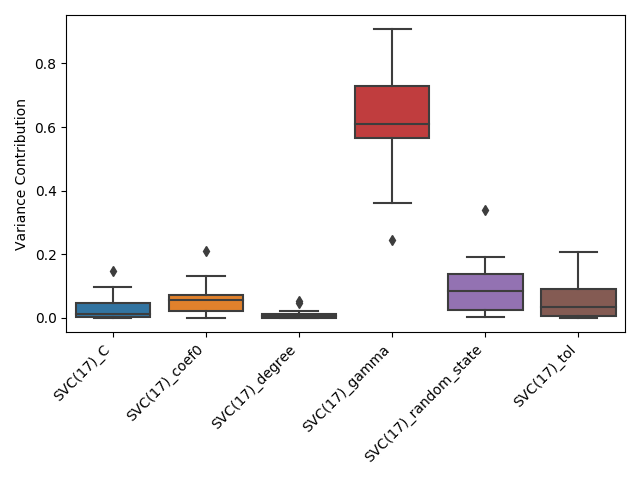 Variance Contribution
0.8
0.6
0.4
0.2
0.0
SVC(17)_C
SVC(17)_coef0
SVC(17)_degree
SVC(17)_gamma
SVC(17)_random_state
SVC(17)_tol